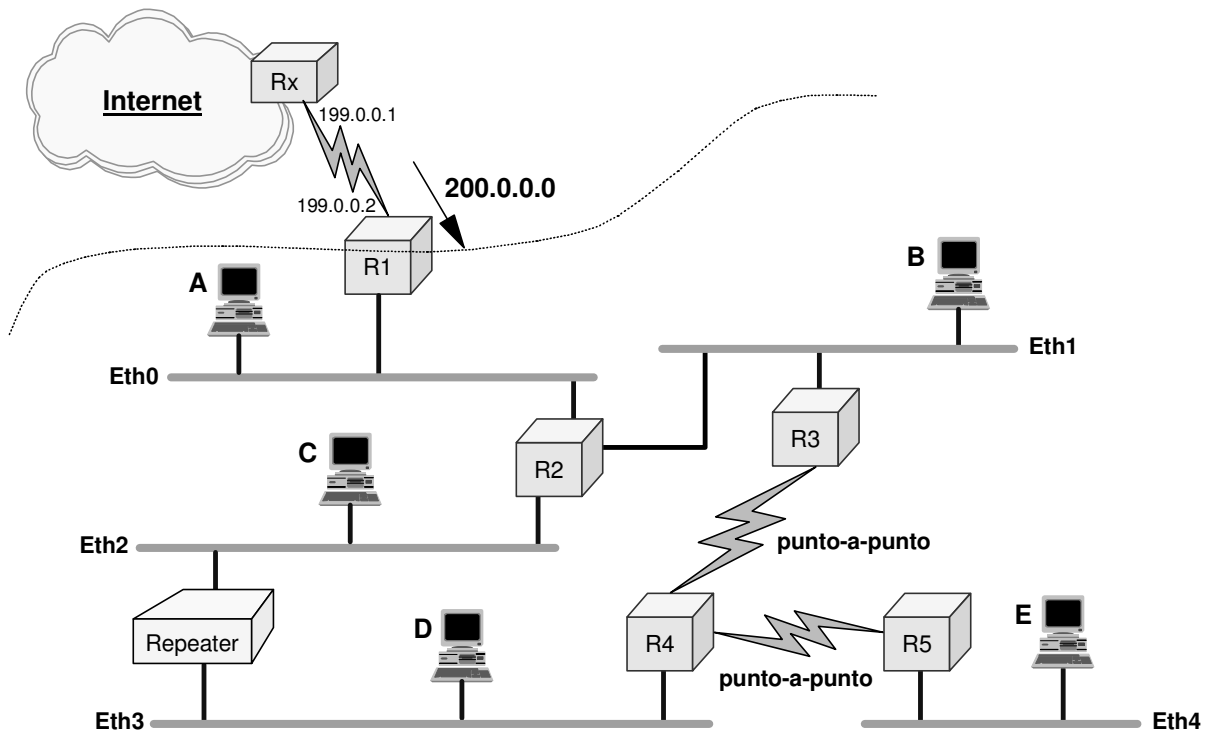 Rx
Internet
199.0.0.1
200.0.0.0
199.0.0.2
R1
A
B
Eth1
Eth0
R3
C
R2
Eth2
punto-a-punto
D
E
Repeater
R4
R5
punto-a-punto
Eth3
Eth4